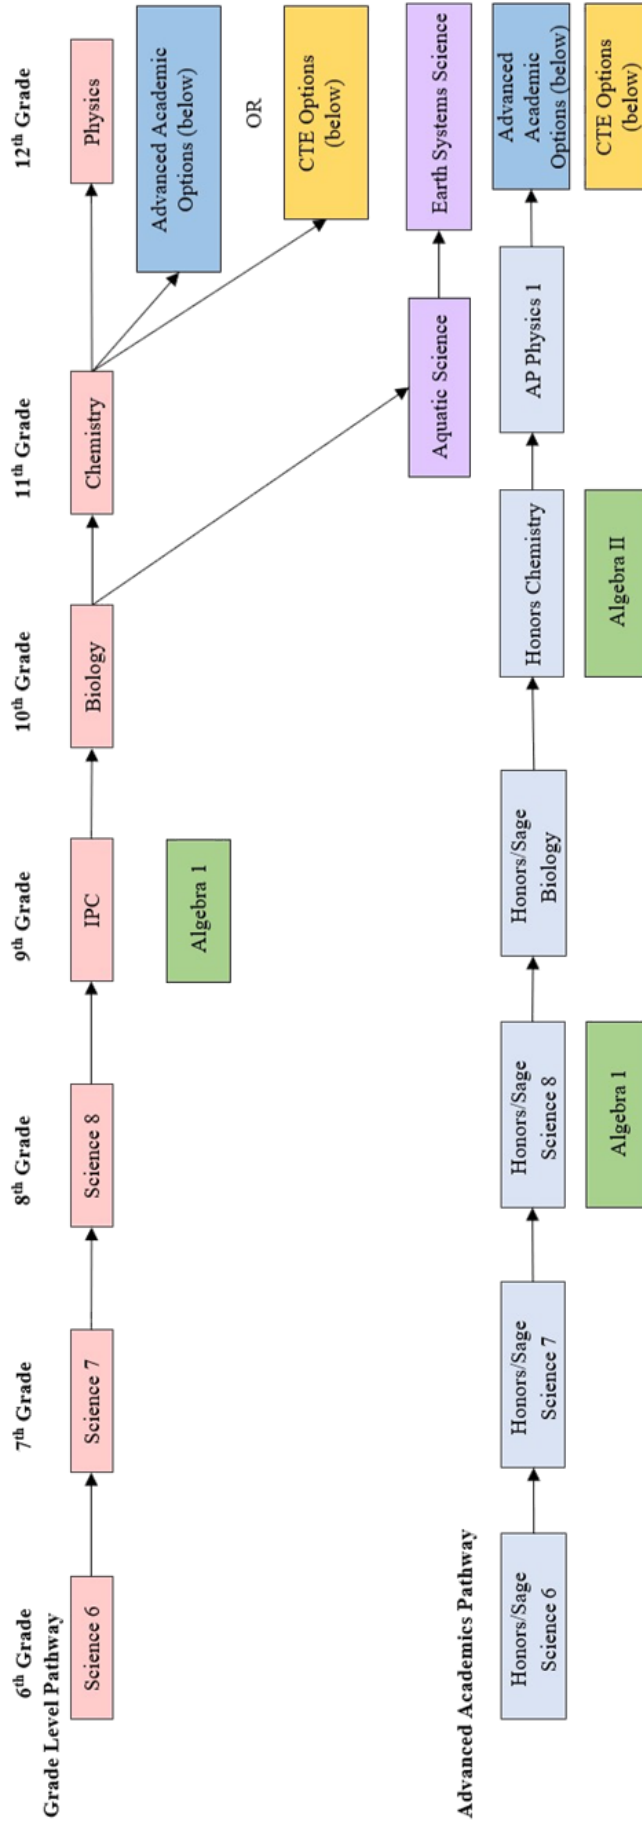 6th Grade
7th Grade
8th Grade
9th Grade
10th Grade
11th Grade
12th Grade
Grade Level Pathway
Science 6
Science 7
Science 8
IPC
Biology
Chemistry
Physics
Algebra 1
Advanced Academic
Options (below)
OR
CTE Options
(below)
Aquatic Science
Earth Systems Science
Advanced Academics Pathway
Honors/Sage
Science 6
Honors/Sage
Science 7
Honors/Sage
Science 8
Honors/Sage
Biology
Honors Chemistry
AP Physics 1
Advanced
Academic
Options (below)
Algebra 1
Algebra II
CTE Options
(below)